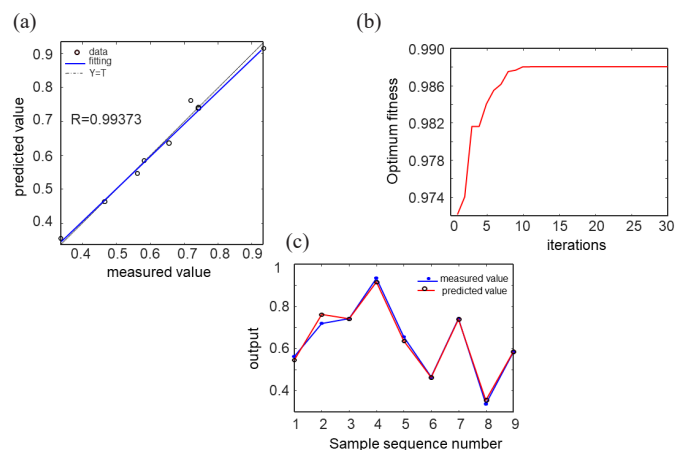 (a)
0.9
0.8
0.7
0.6
0.5
0.4
predicted value
data
fitting
Y=T
R=0.99373
0.4 0.5 0.6 0.7 0.8 0.9
measured value
(b)
0.990
0.986
0.982
0.978
0.974
Optimum fitness
0 5 10 15 20 25 30
iterations
(c)
1
0.8
0.6
0.4
output
measured value
predicted value
1 2 3 4 5 6 7 8 9
Sample sequence number